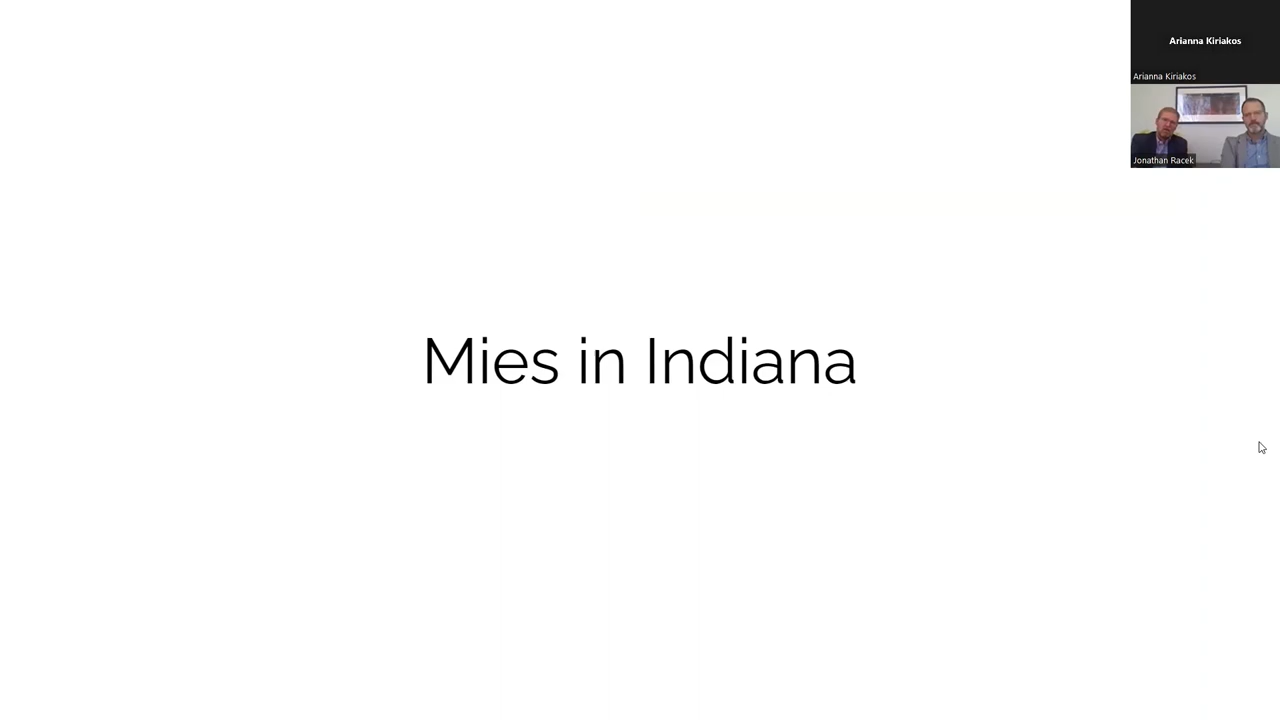 Arianna Kiriakos
Arianna Kiriakos
Jonathan Racek
Mies in Indiana